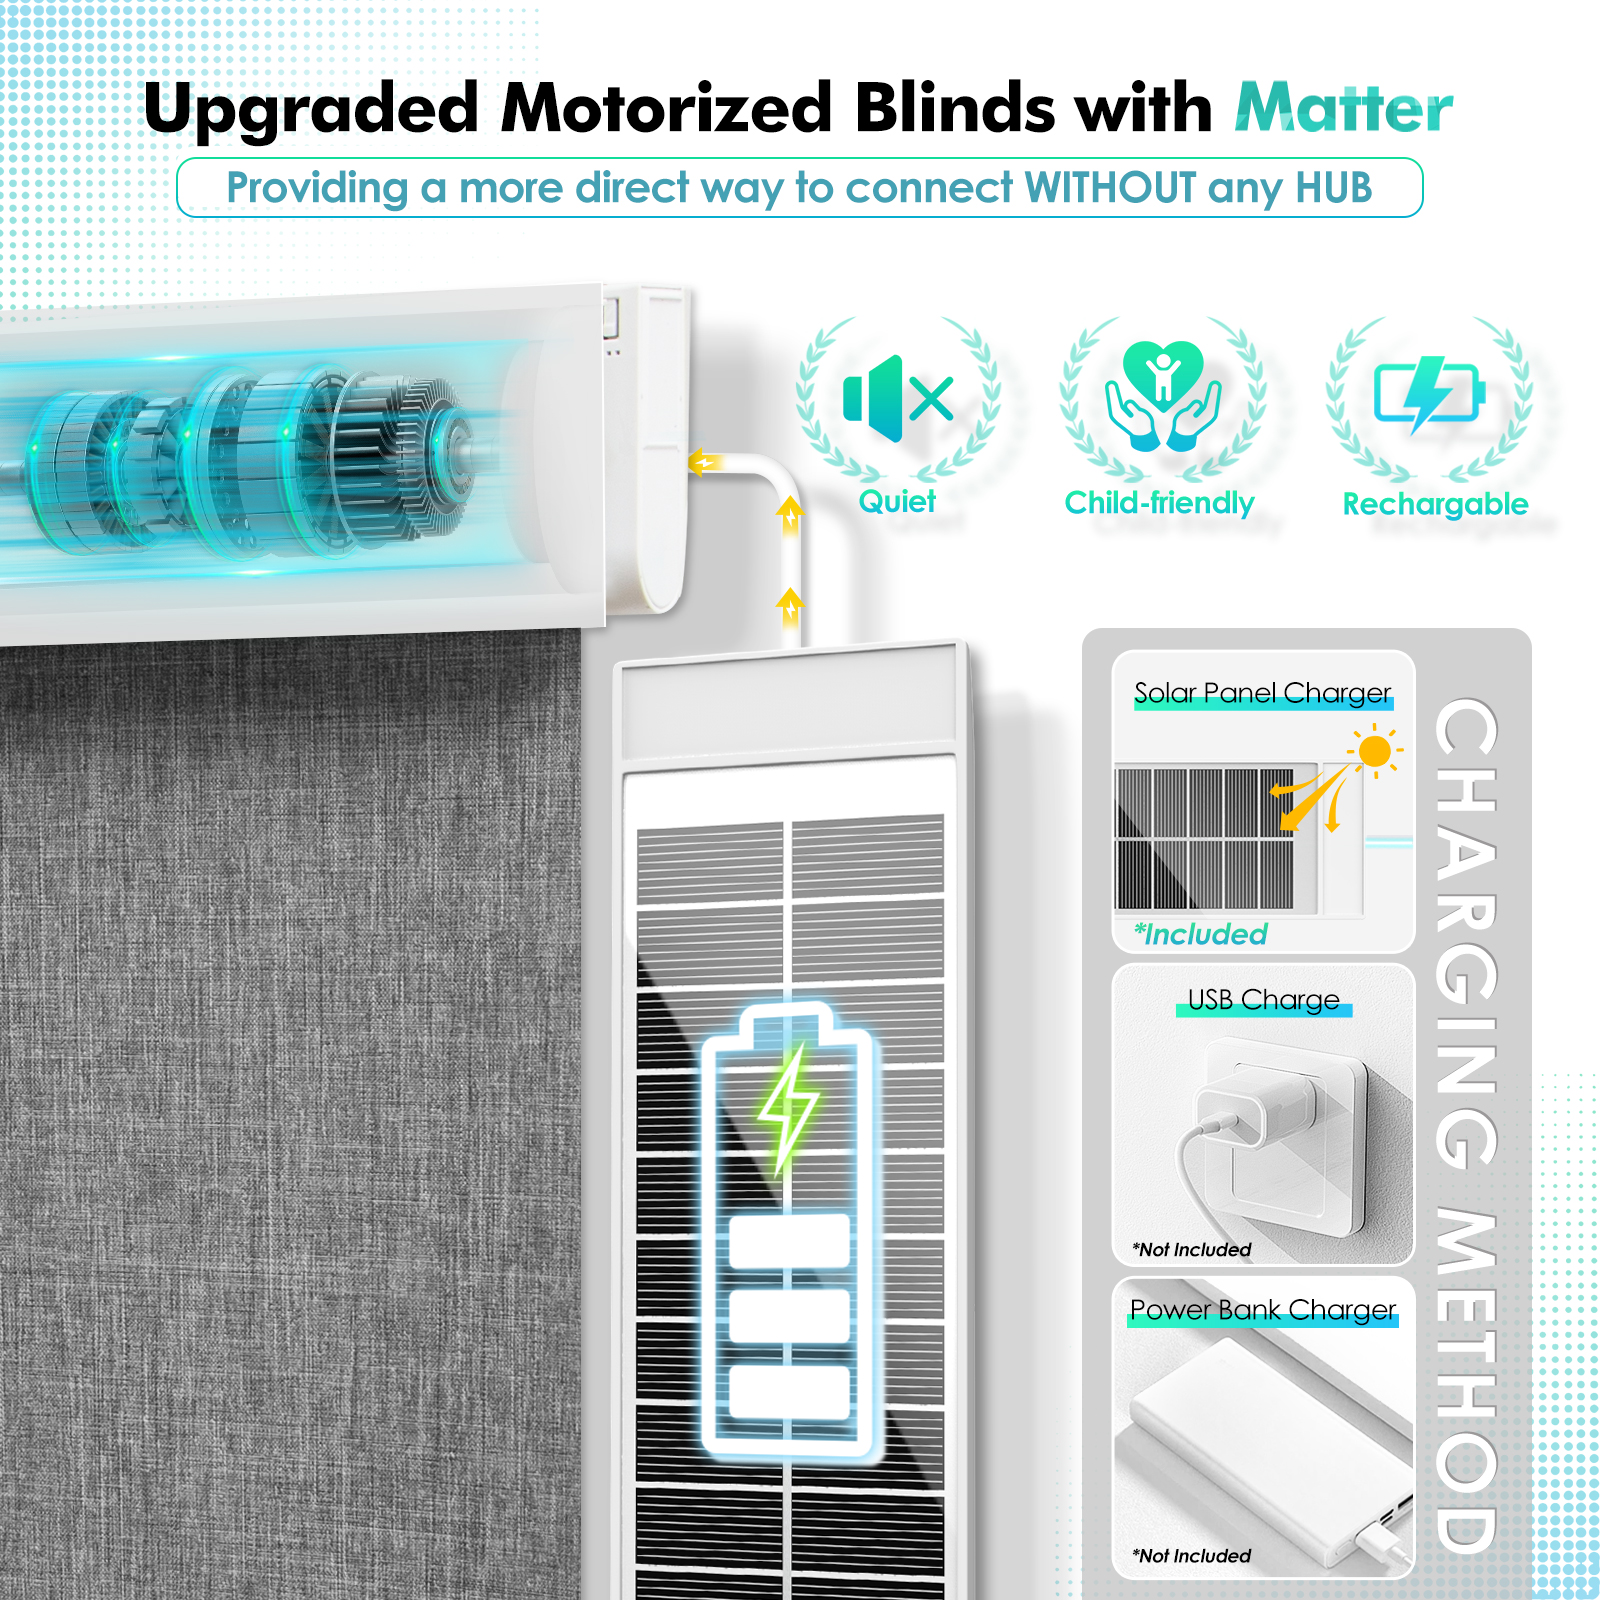 Upgraded Motorized Blinds with Matter
Providing a more direct way to connect WITHOUT any HUB
Quiet
Child-friendly
Rechargable
CHARGING METHOD
Solar Panel Charger
*Included
USB Charge
*Not Included
Power Bank Charger
*Not Included